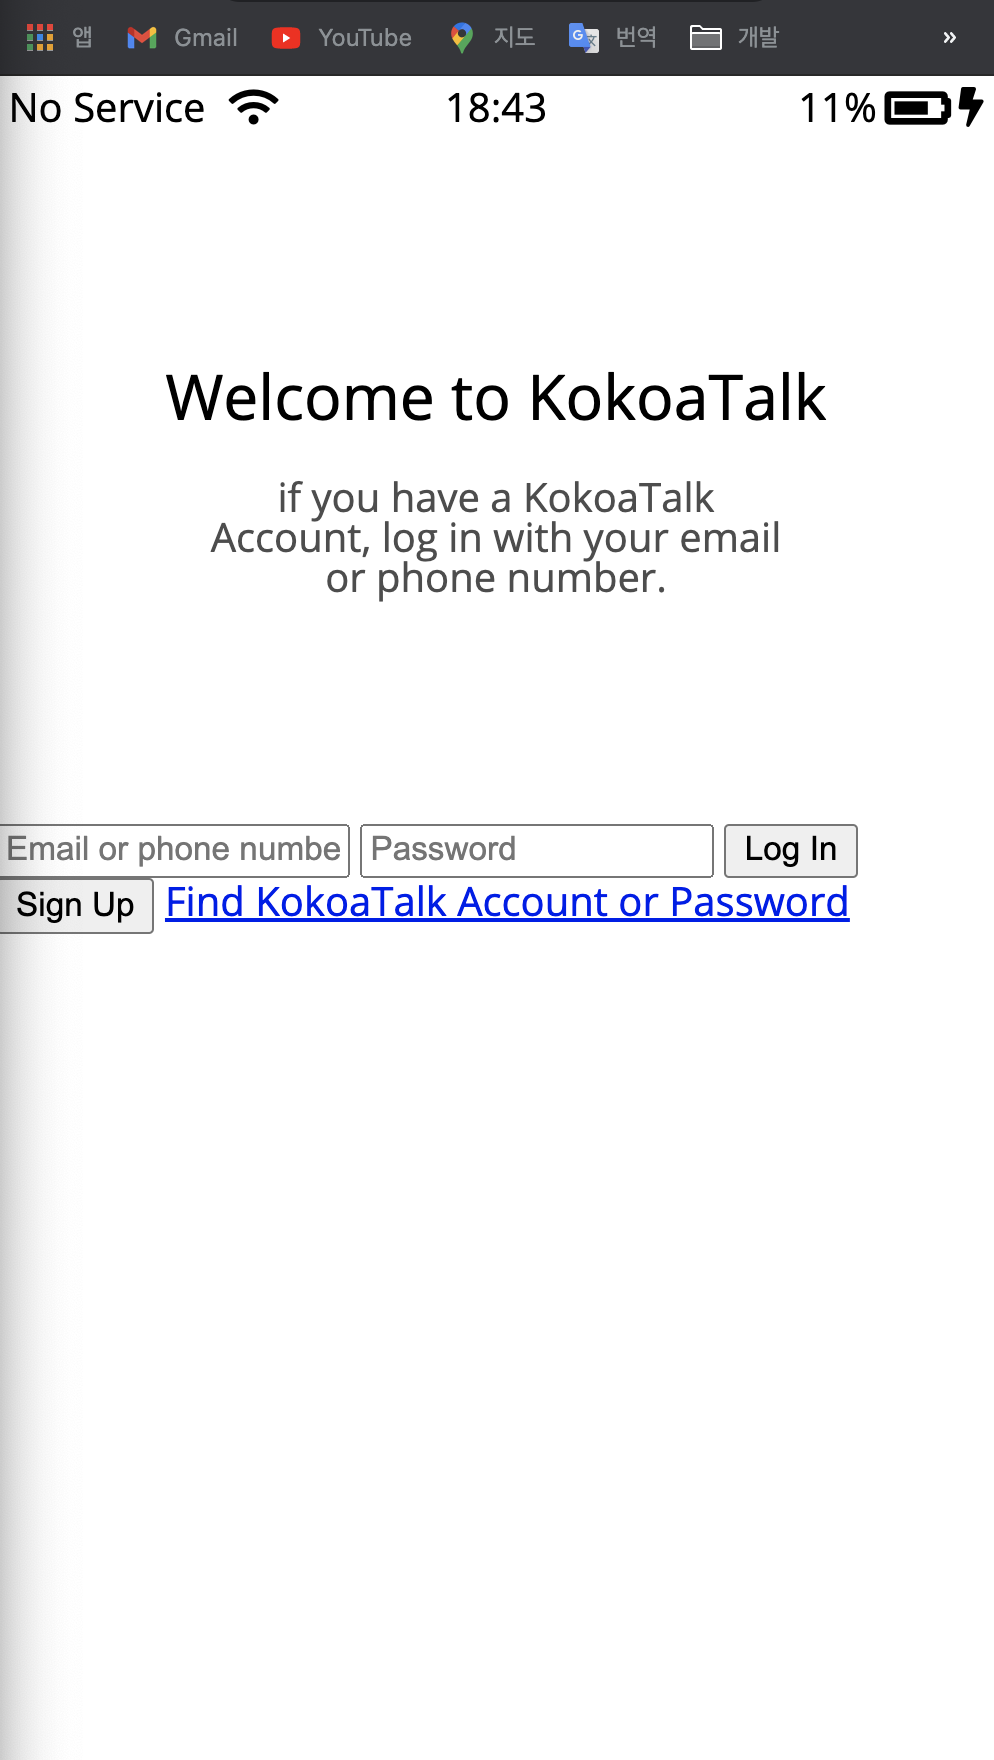 앱 Gmail YouTube 지도 번역 개발 »
No Service 18:43 11%
Welcome to KokoaTalk
if you have a KokoaTalk
Account, log in with your email
or phone number.
Email or phone numbe Password Log In
Sign Up Find KokoaTalk Account or Password